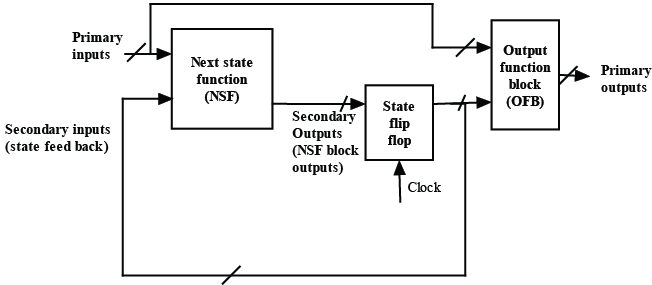 Primary
inputs
Next state
function
(NSF)
Output
function
block
(OFB)
Primary
outputs
Secondary inputs
(state feed back)
Secondary
Outputs
(NSF block
outputs)
State
flip
flop
Clock